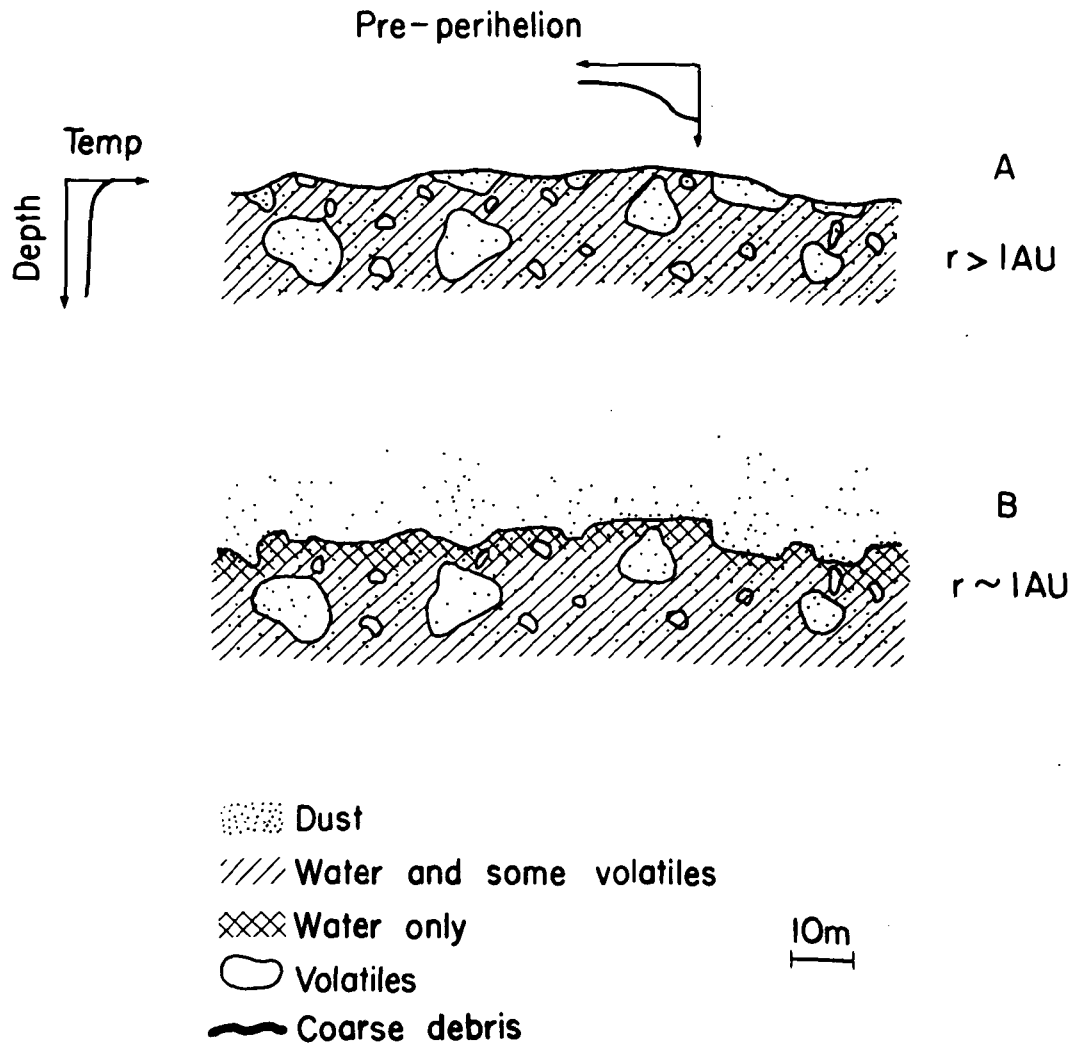 Pre-perihelion
Temp
Depth
A
r > 1AU
B
r ~ 1AU
Dust
Water and some volatiles
Water only
Volatiles
Coarse debris
10m